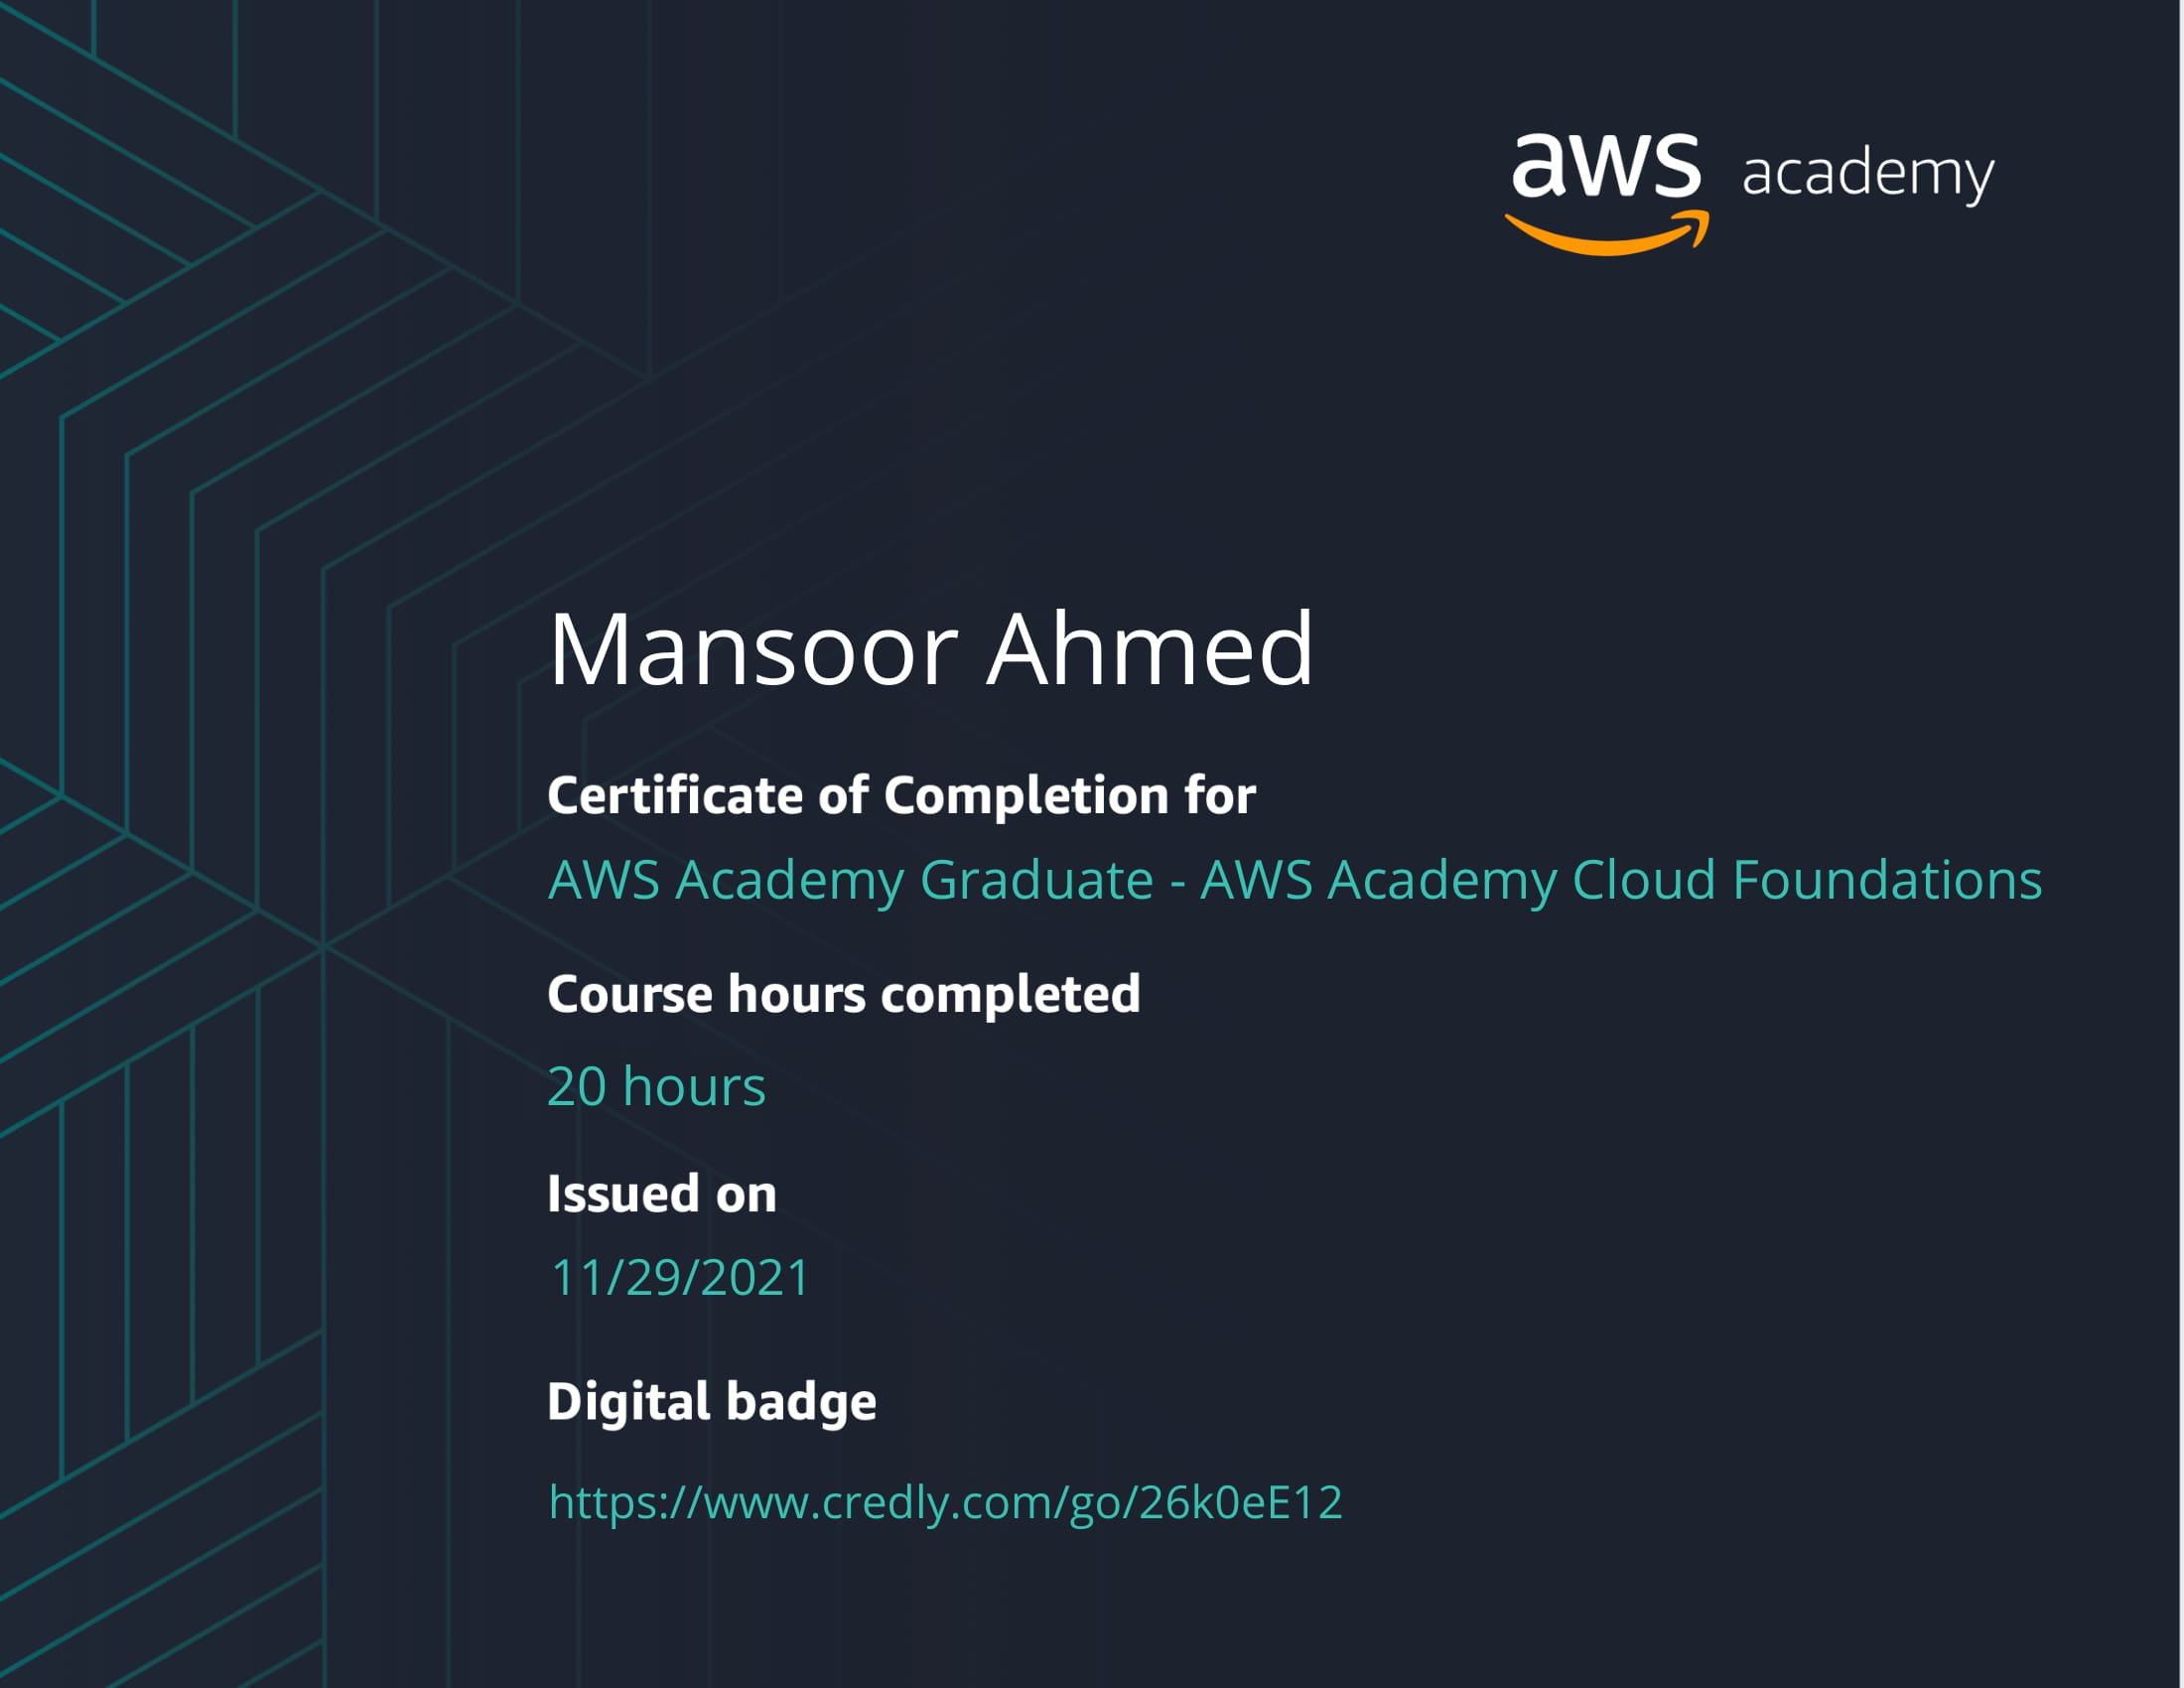 aws academy
Mansoor Ahmed
Certificate of Completion for
AWS Academy Graduate - AWS Academy Cloud Foundations
Course hours completed
20 hours
Issued on
11/29/2021
Digital badge
https://www.credly.com/go/26k0eE12